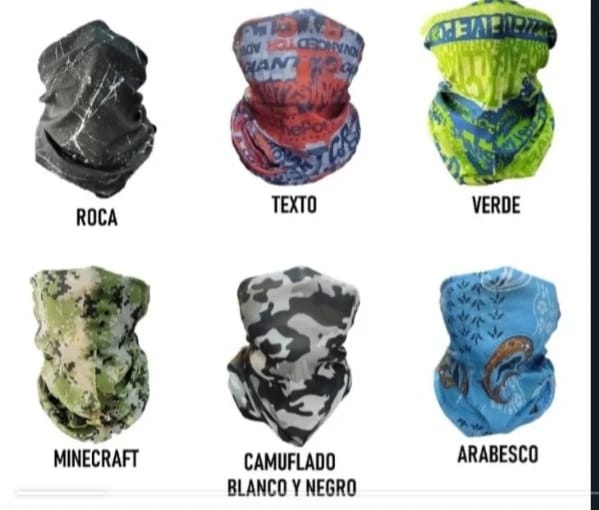 ROCA
TEXTO
VERDE
MINECRAFT
CAMUFLADO
BLANCO Y NEGRO
ARABESCO